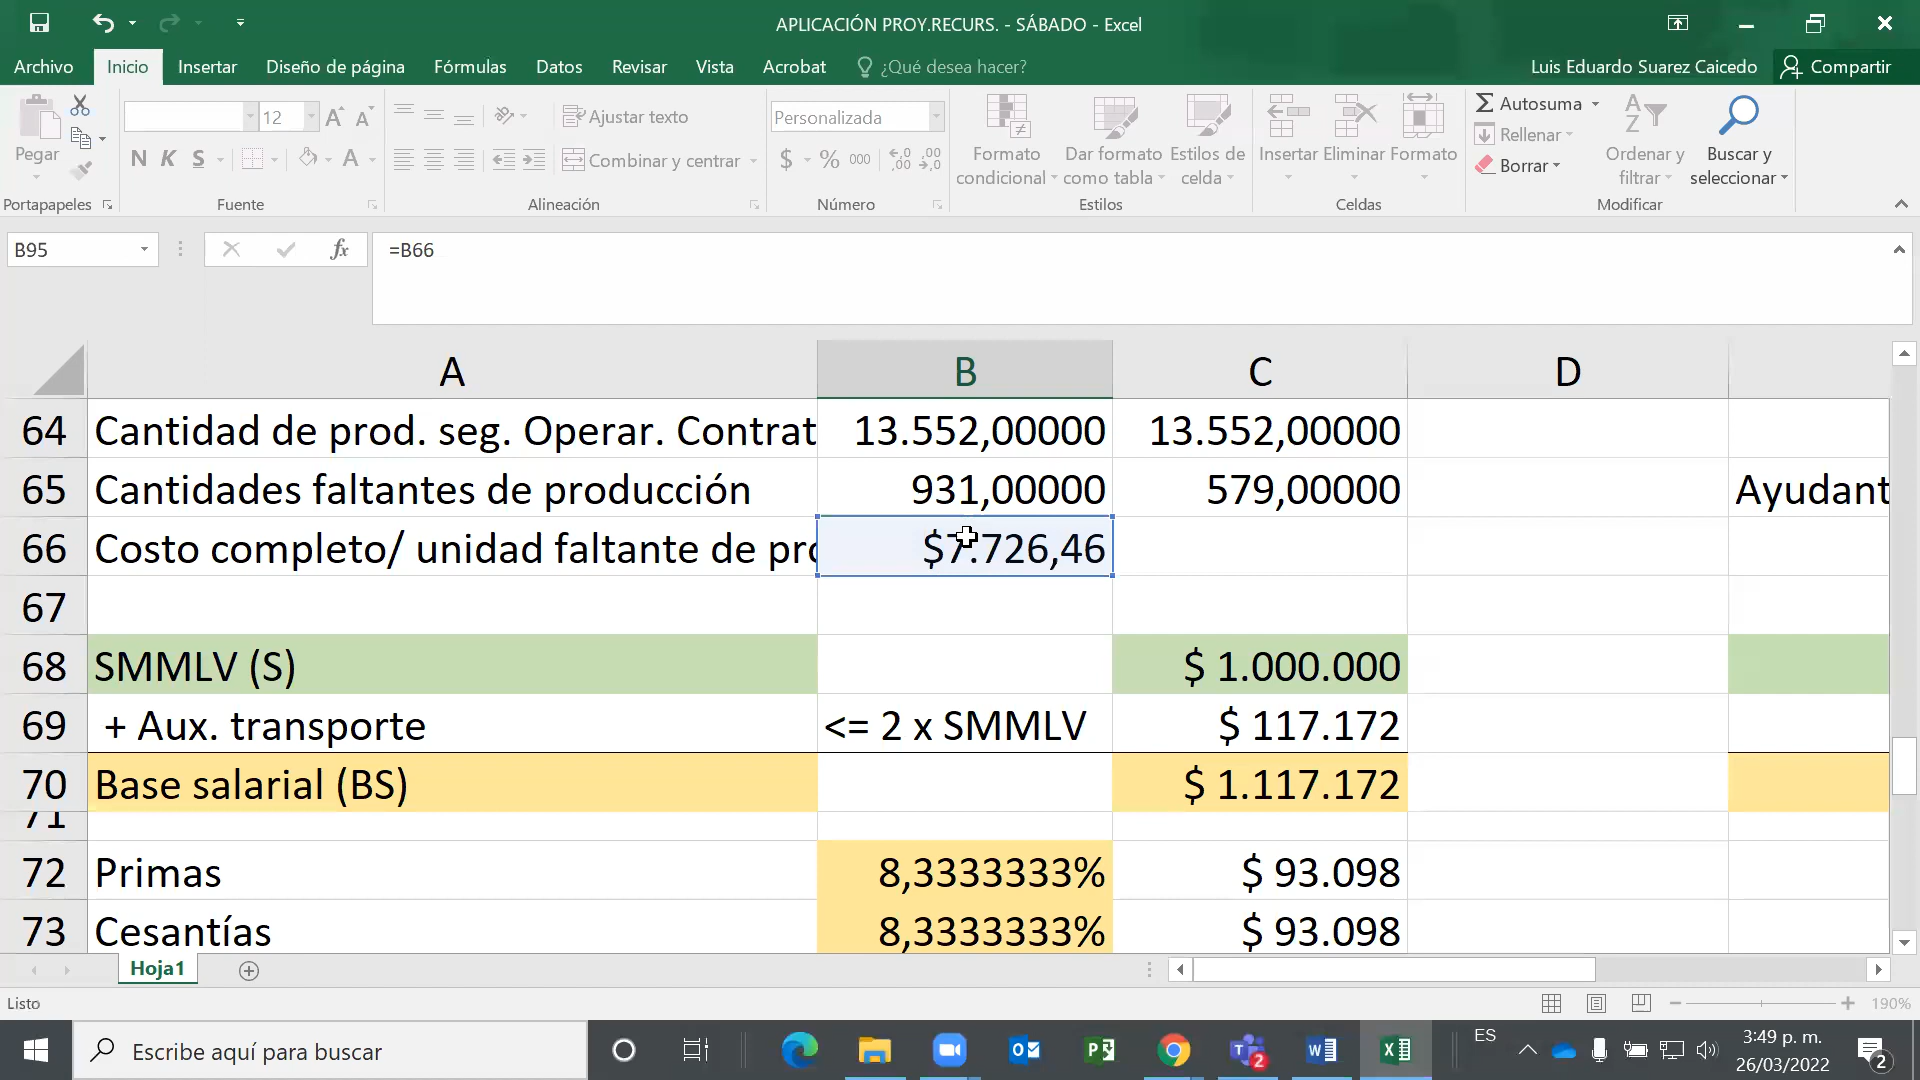 APLICACIÓN PROY.RECURS. - SÁBADO - Excel
Archivo Inicio Insertar Diseño de página Fórmulas Datos Revisar Vista Acrobat ¿Qué desea hacer? Luis Eduardo Suarez Caicedo Compartir
Pegar
Portapapeles
12
N K S
Fuente
Ajustar texto
Combinar y centrar
Alineación
Personalizada
$ % 000
Número
Formato condicional
Dar formato como tabla
Estilos de celda
Estilos
Insertar Eliminar Formato
Celdas
Autosuma
Rellenar
Borrar
Ordenar y filtrar
Buscar y seleccionar
Modificar
B95 fx =B66
A B C D
64 Cantidad de prod. seg. Operar. Contrat 13.552,00000 13.552,00000
65 Cantidades faltantes de producción 931,00000 579,00000 Ayudant
66 Costo completo/ unidad faltante de pro $7.726,46
67
68 SMMLV (S) $ 1.000.000
69 + Aux. transporte <= 2 x SMMLV $ 117.172
70 Base salarial (BS) $ 1.117.172
71
72 Primas 8,3333333% $ 93.098
73 Cesantías 8,3333333% $ 93.098
Hoja1
Listo 190%
Escribe aquí para buscar
ES
3:49 p. m.
26/03/2022
2
2